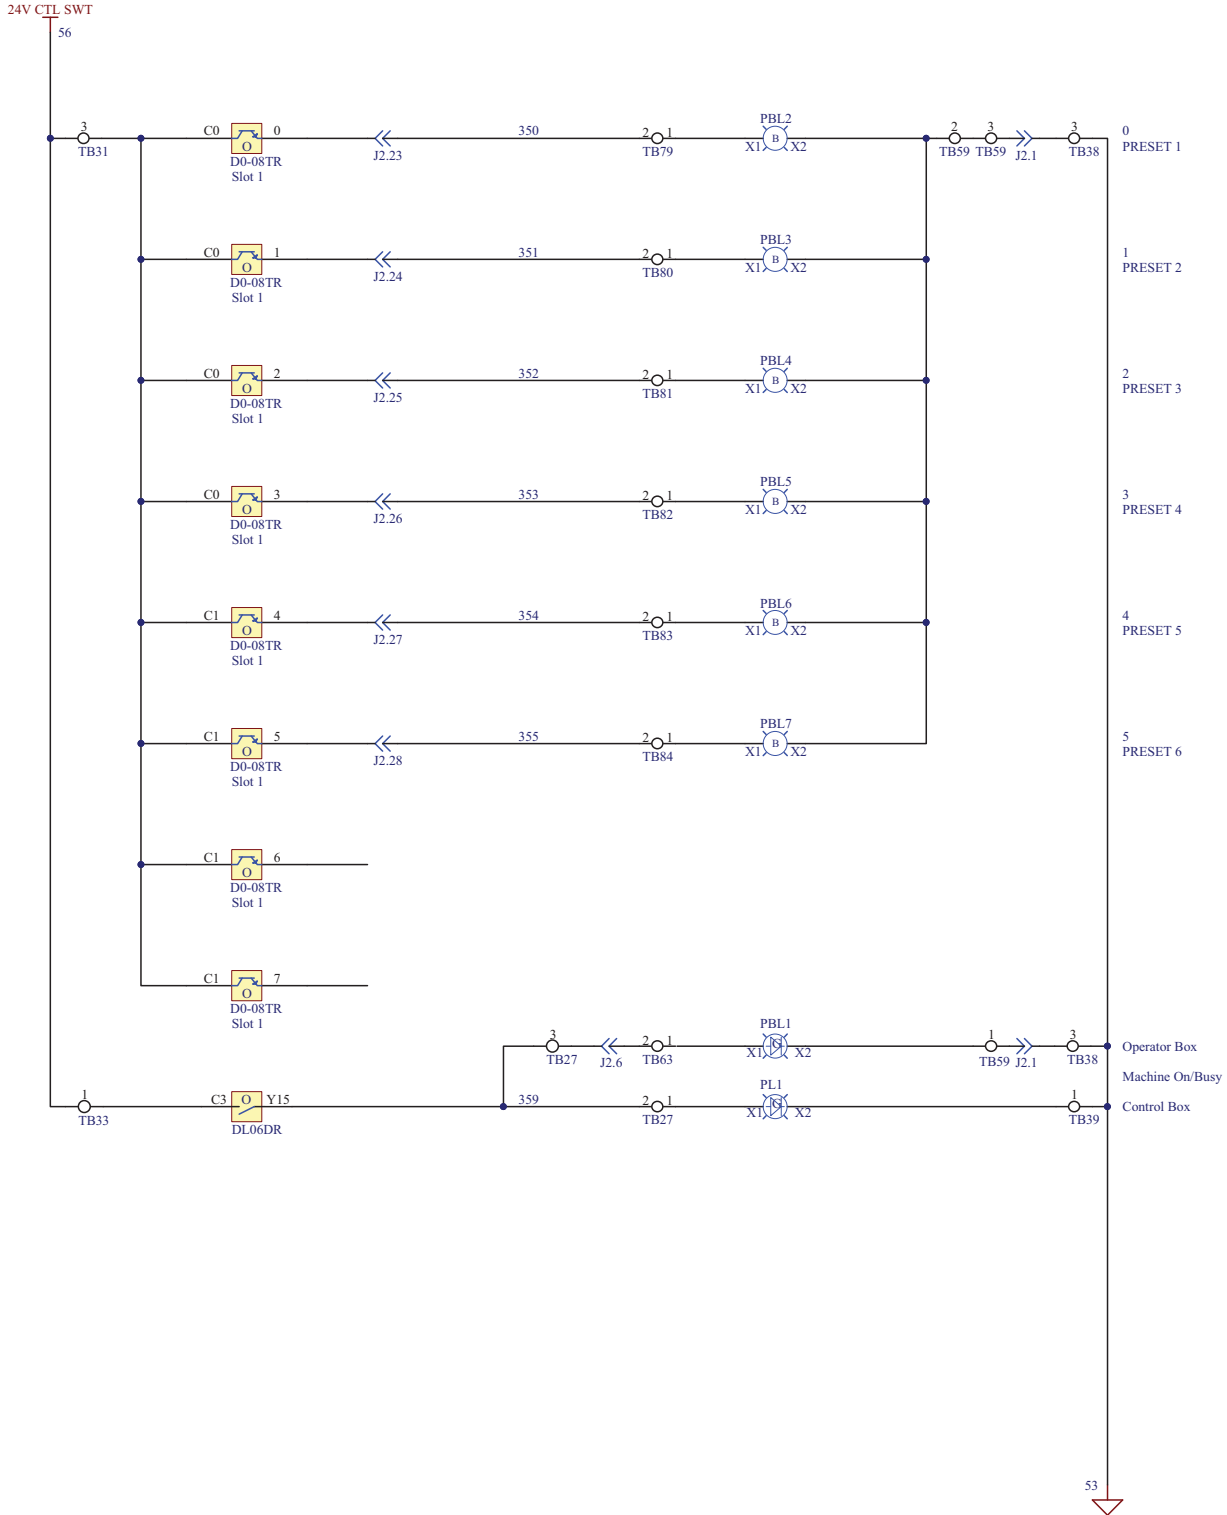 24V CTL SWT
56
3
C0
0
350
2
1
PBL2
B
X1
X2
2
3
3
0
TB31
O
J2.23
TB79
TB59
TB59
J2.1
TB38
PRESET 1
D0-08TR
Slot 1
C0
1
351
2
1
PBL3
B
X1
X2
1
O
J2.24
TB80
PRESET 2
D0-08TR
Slot 1
C0
2
352
2
1
PBL4
B
X1
X2
2
O
J2.25
TB81
PRESET 3
D0-08TR
Slot 1
C0
3
353
2
1
PBL5
B
X1
X2
3
O
J2.26
TB82
PRESET 4
D0-08TR
Slot 1
C1
4
354
2
1
PBL6
B
X1
X2
4
O
J2.27
TB83
PRESET 5
D0-08TR
Slot 1
C1
5
355
2
1
PBL7
B
X1
X2
5
O
J2.28
TB84
PRESET 6
D0-08TR
Slot 1
C1
6
O
D0-08TR
Slot 1
C1
7
O
D0-08TR
Slot 1
3
TB27
J2.6
2
1
TB63
PBL1
G
X1
X2
1
TB59
J2.1
3
TB38
Operator Box
Machine On/Busy
1
TB33
C3
O
Y15
DL06DR
359
2
1
TB27
PL1
G
X1
X2
1
TB39
Control Box
53